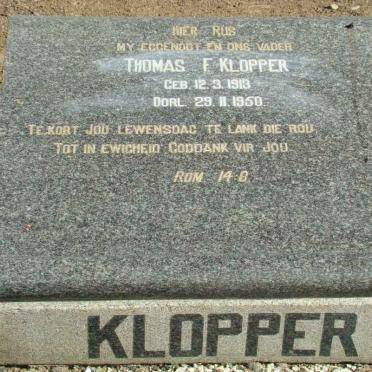 HIER RUS
MY EGGENOOT EN ONS VADER
THOMAS F KLOPPER
GEB. 12.3.1913
OORL. 29.11.1950.
TE KORT JOU LEWENSDAG TE LANK DIE ROU
TOT IN EWIGHEID GODDANK VIR JOU.
ROM 14:8
KLOPPER